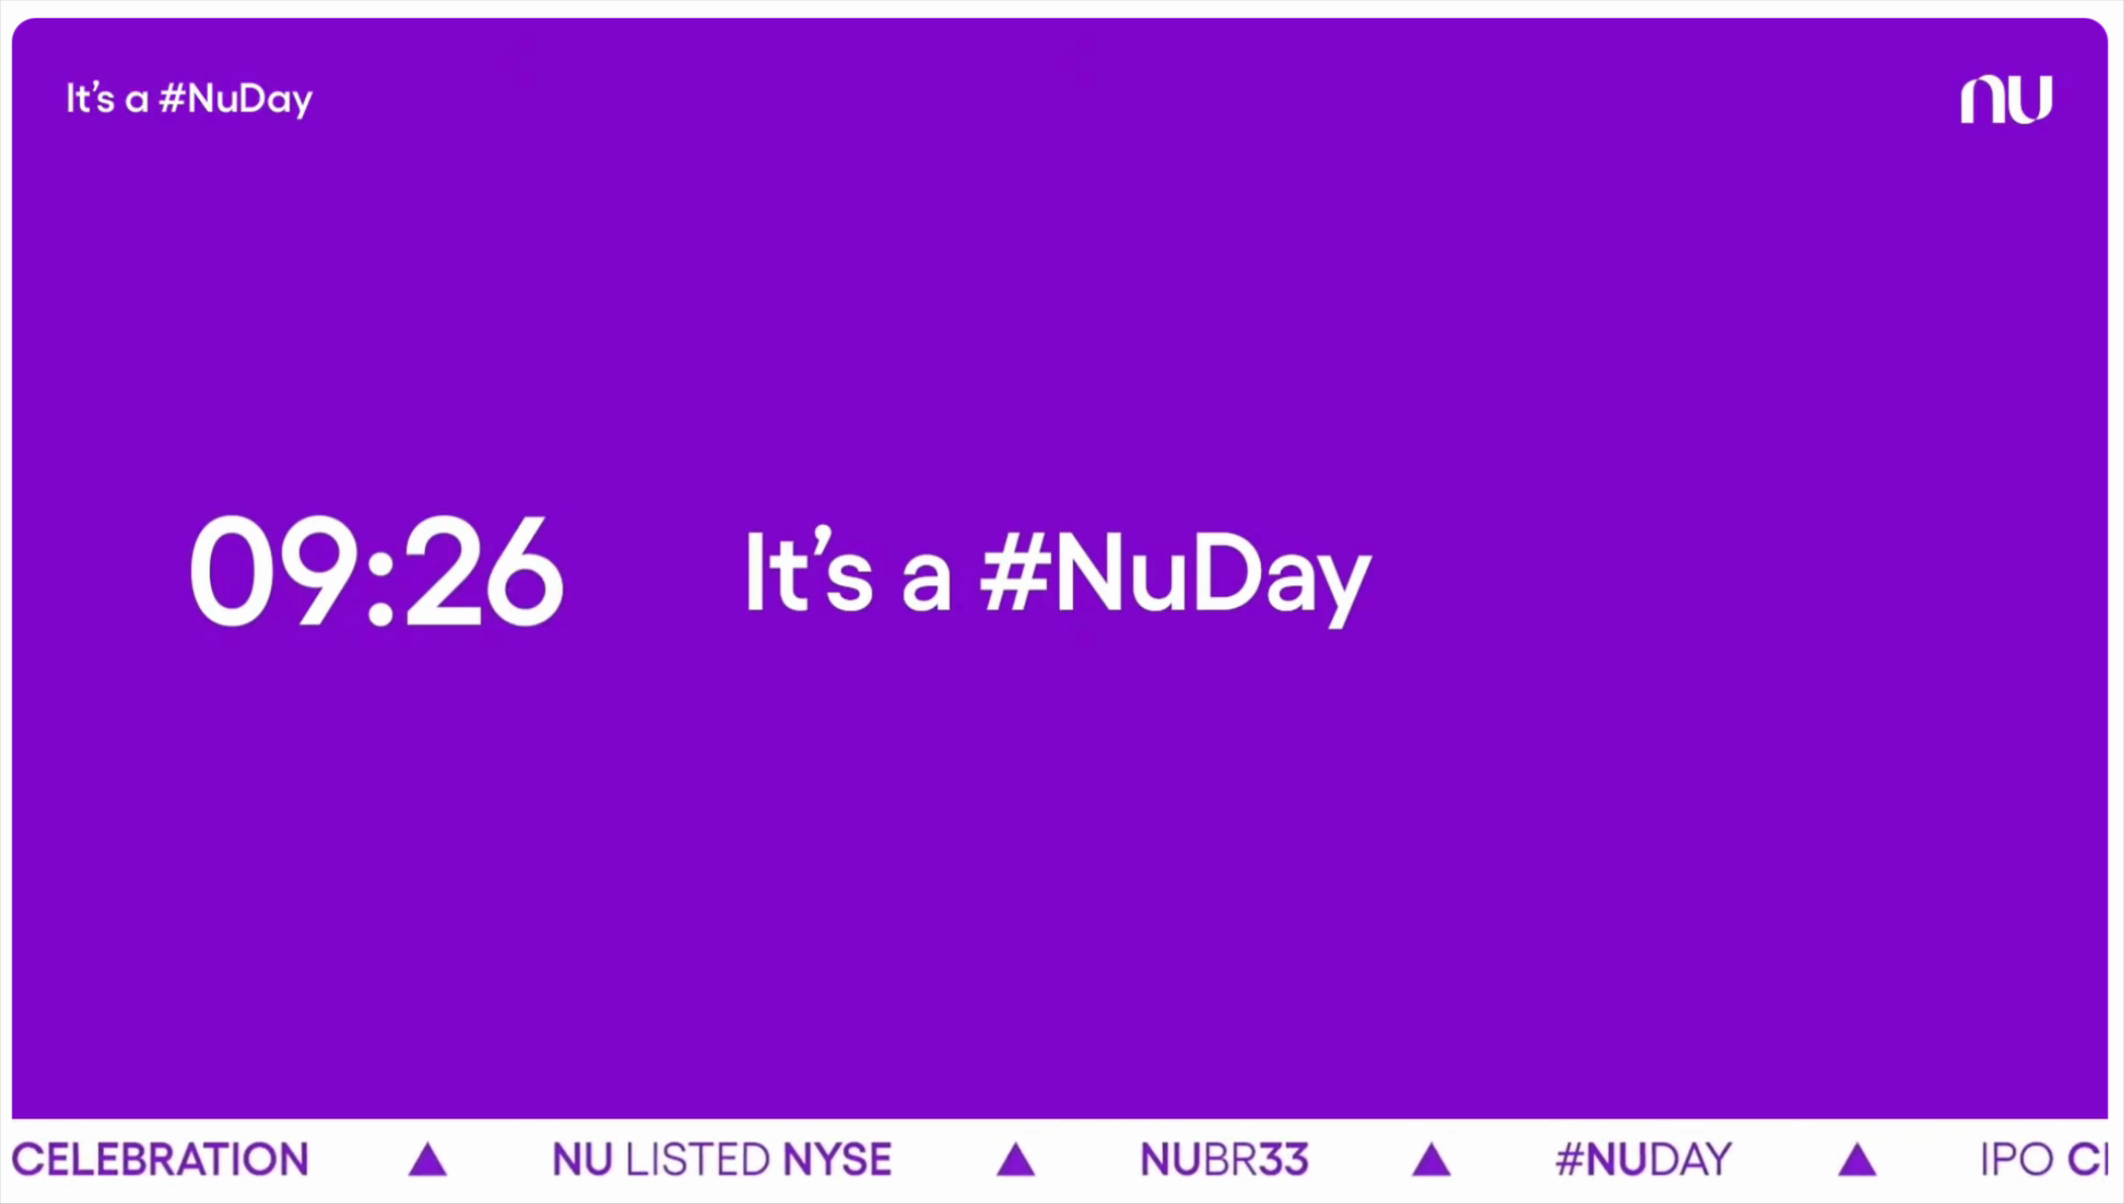 It's a #NuDay
nu
09:26
It's a #NuDay
CELEBRATION ▲ NU LISTED NYSE ▲ NUBR33 ▲ #NUDAY ▲ IPO